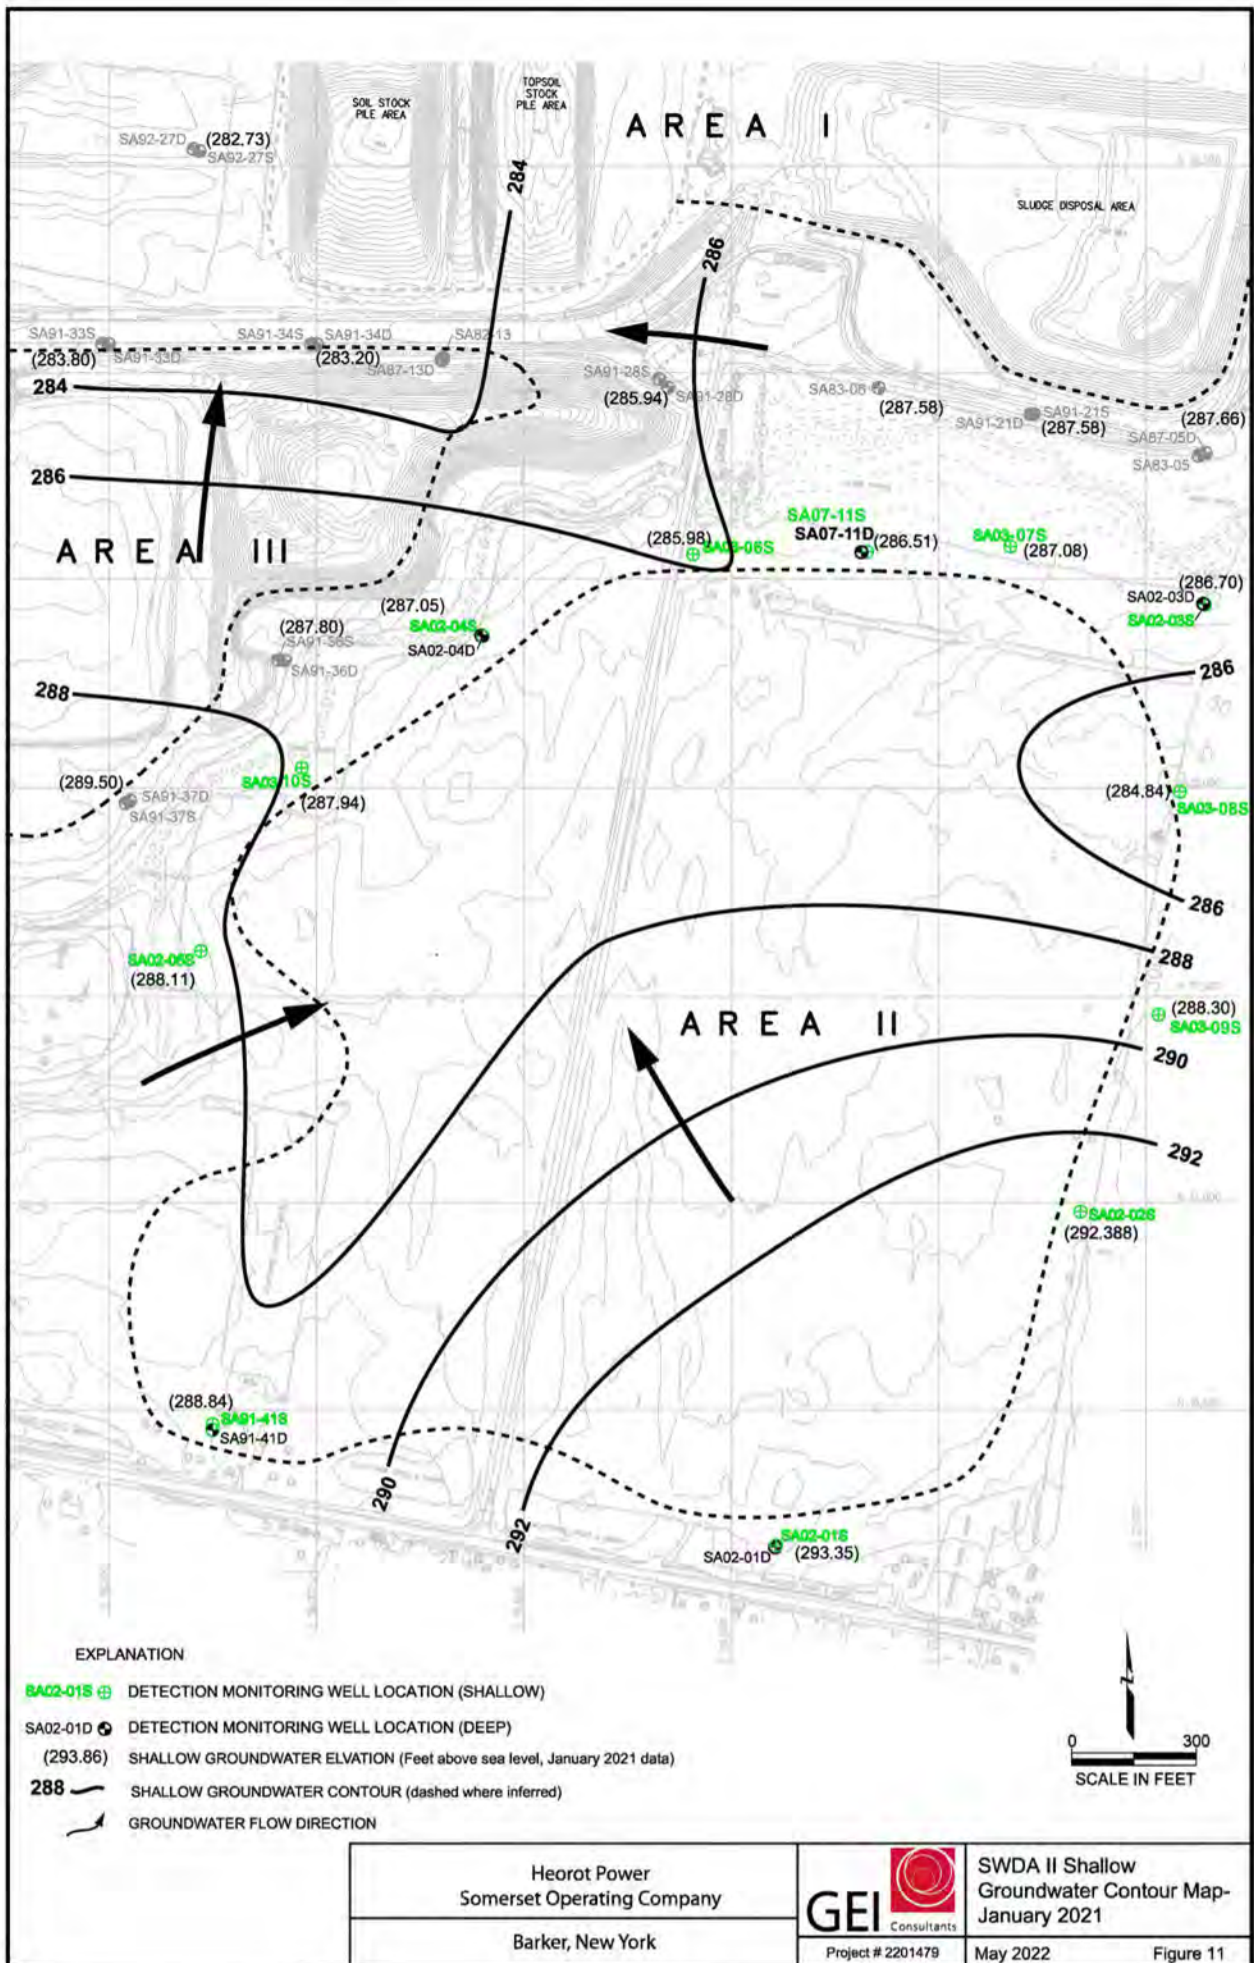 SOIL STOCK
PILE AREA
TOPSOIL
STOCK
PILE AREA
AREA I
SA92-27D
(282.73)
SA92-27S
284
SLUDGE DISPOSAL AREA
286
SA91-33S
SA91-33D
(283.80)
SA91-34S
SA91-34D
(283.20)
SA82-13
SA87-13D
284
SA91-28S
SA91-28D
(285.94)
SA83-06
(287.58)
SA91-21D
SA91-21S
(287.58)
(287.66)
SA87-05D
SA83-05
286
AREA III
(285.98)
SA03-06S
SA07-11S
SA07-11D
(286.51)
SA03-07S
(287.08)
(286.70)
SA02-03D
SA02-03S
(287.05)
SA02-04S
SA02-04D
(287.80)
SA91-36S
SA91-36D
286
288
SA03-10S
(287.94)
(289.50)
SA91-37D
SA91-37S
(284.84)
SA03-08S
286
SA02-06S
(288.11)
288
AREA II
(288.30)
SA03-09S
290
292
SA02-02S
(292.388)
(288.84)
SA91-41S
SA91-41D
290
292
SA02-01S
SA02-01D
(293.35)
EXPLANATION
SA02-01S DETECTION MONITORING WELL LOCATION (SHALLOW)
SA02-01D DETECTION MONITORING WELL LOCATION (DEEP)
(293.86) SHALLOW GROUNDWATER ELVATION (Feet above sea level, January 2021 data)
288 SHALLOW GROUNDWATER CONTOUR (dashed where inferred)
GROUNDWATER FLOW DIRECTION
0 300
SCALE IN FEET
Heorot Power
Somerset Operating Company
Barker, New York
GEI Consultants
Project # 2201479
SWDA II Shallow
Groundwater Contour Map-
January 2021
May 2022 Figure 11